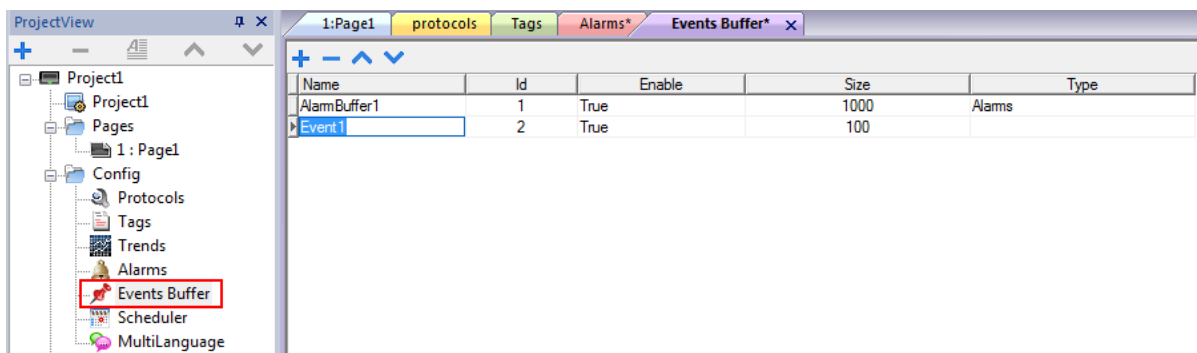 ProjectView
1:Page1 protocols Tags Alarms* Events Buffer*
Name Id Enable Size Type
AlarmBuffer1 1 True 1000 Alarms
Event1 2 True 100
Project1
Project1
Pages
1 : Page1
Config
Protocols
Tags
Trends
Alarms
Events Buffer
Scheduler
MultiLanguage